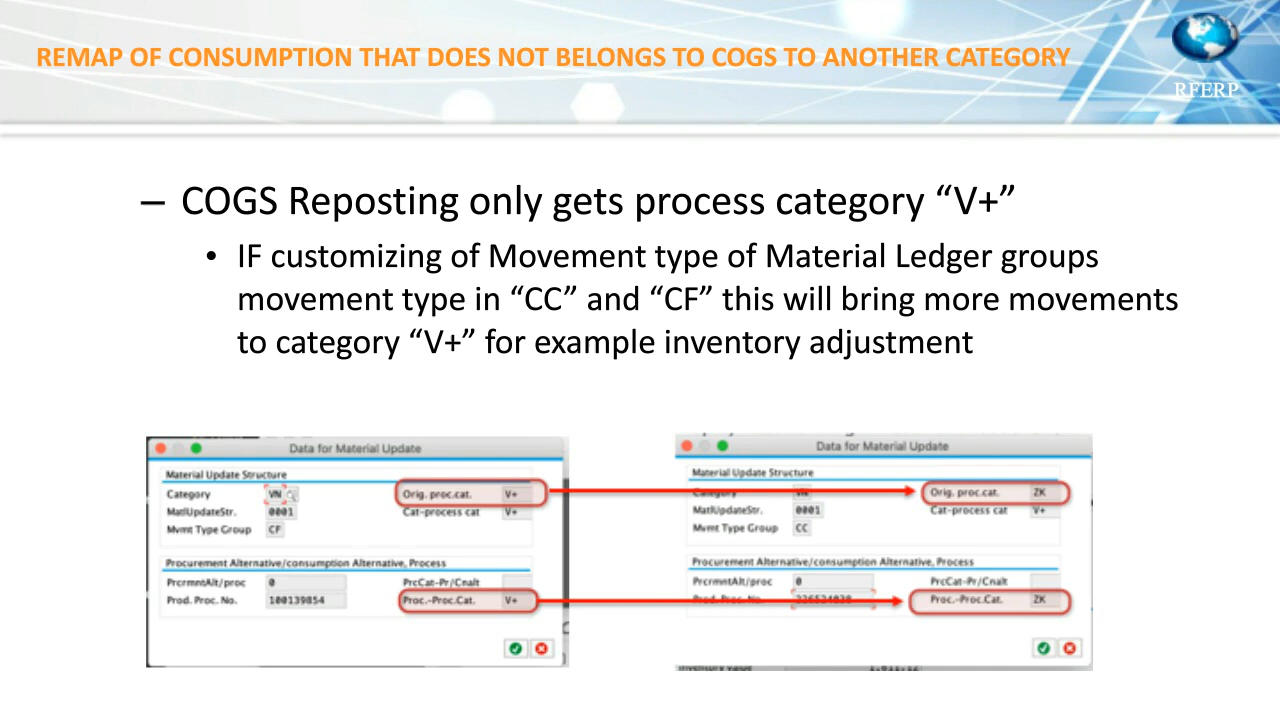 REMAP OF CONSUMPTION THAT DOES NOT BELONGS TO COGS TO ANOTHER CATEGORY
RFERP
– COGS Reposting only gets process category “V+”
• IF customizing of Movement type of Material Ledger groups
movement type in “CC” and “CF” this will bring more movements
to category “V+” for example inventory adjustment
Data for Material Update
Material Update Structure
Category VN Orig. proc.cat. V+
MatlUpdateStr. 0001 Cat-process cat V+
Mvmt Type Group CF
Procurement Alternative/consumption Alternative, Process
PrcrmntAlt/proc 0 PrcCat-Pr/Cnalt
Prod. Proc. No. 100139854 Proc.-Proc.Cat. V+
Data for Material Update
Material Update Structure
Category VN Orig. proc.cat. ZK
MatlUpdateStr. 0001 Cat-process cat V+
Mvmt Type Group CC
Procurement Alternative/consumption Alternative, Process
PrcrmntAlt/proc 0 PrcCat-Pr/Cnalt
Prod. Proc. No. Proc.-Proc.Cat. ZK